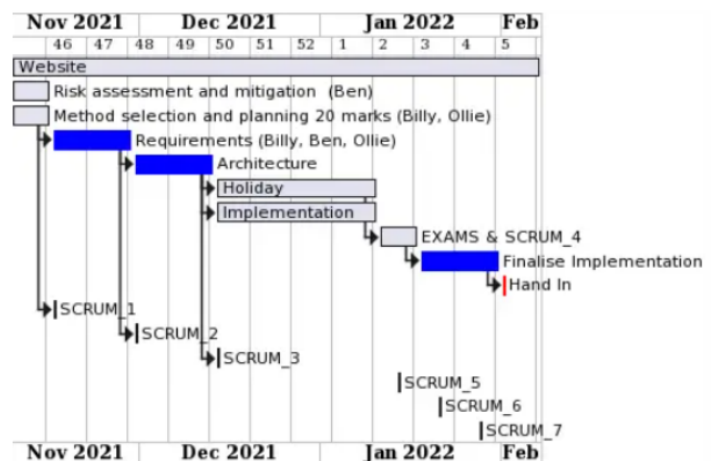 Nov 2021 Dec 2021 Jan 2022 Feb
46 47 48 49 50 51 52 1 2 3 4 5
Website
Risk assessment and mitigation (Ben)
Method selection and planning 20 marks (Billy, Ollie)
Requirements (Billy, Ben, Ollie)
Architecture
Holiday
Implementation
EXAMS & SCRUM_4
Finalise Implementation
Hand In
SCRUM_1
SCRUM_2
SCRUM_3
SCRUM_5
SCRUM_6
SCRUM_7
Nov 2021 Dec 2021 Jan 2022 Feb